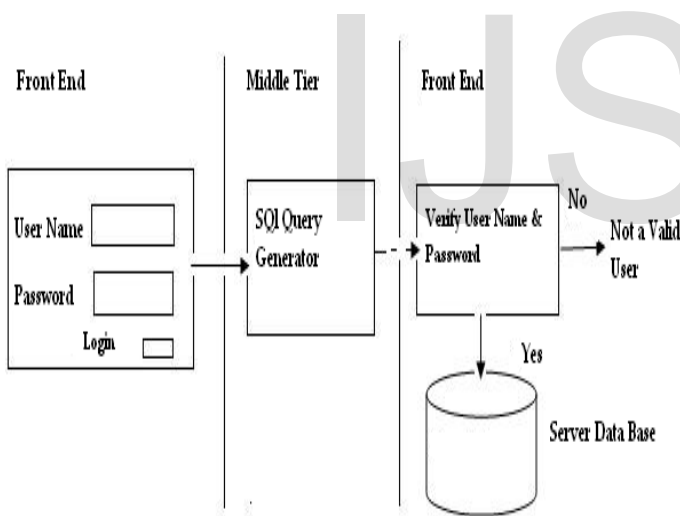 IJS
Front End
Middle Tier
Front End
User Name
Password
Login
SQl Query
Generator
Verify User Name &
Password
No
Not a Valid
User
Yes
Server Data Base